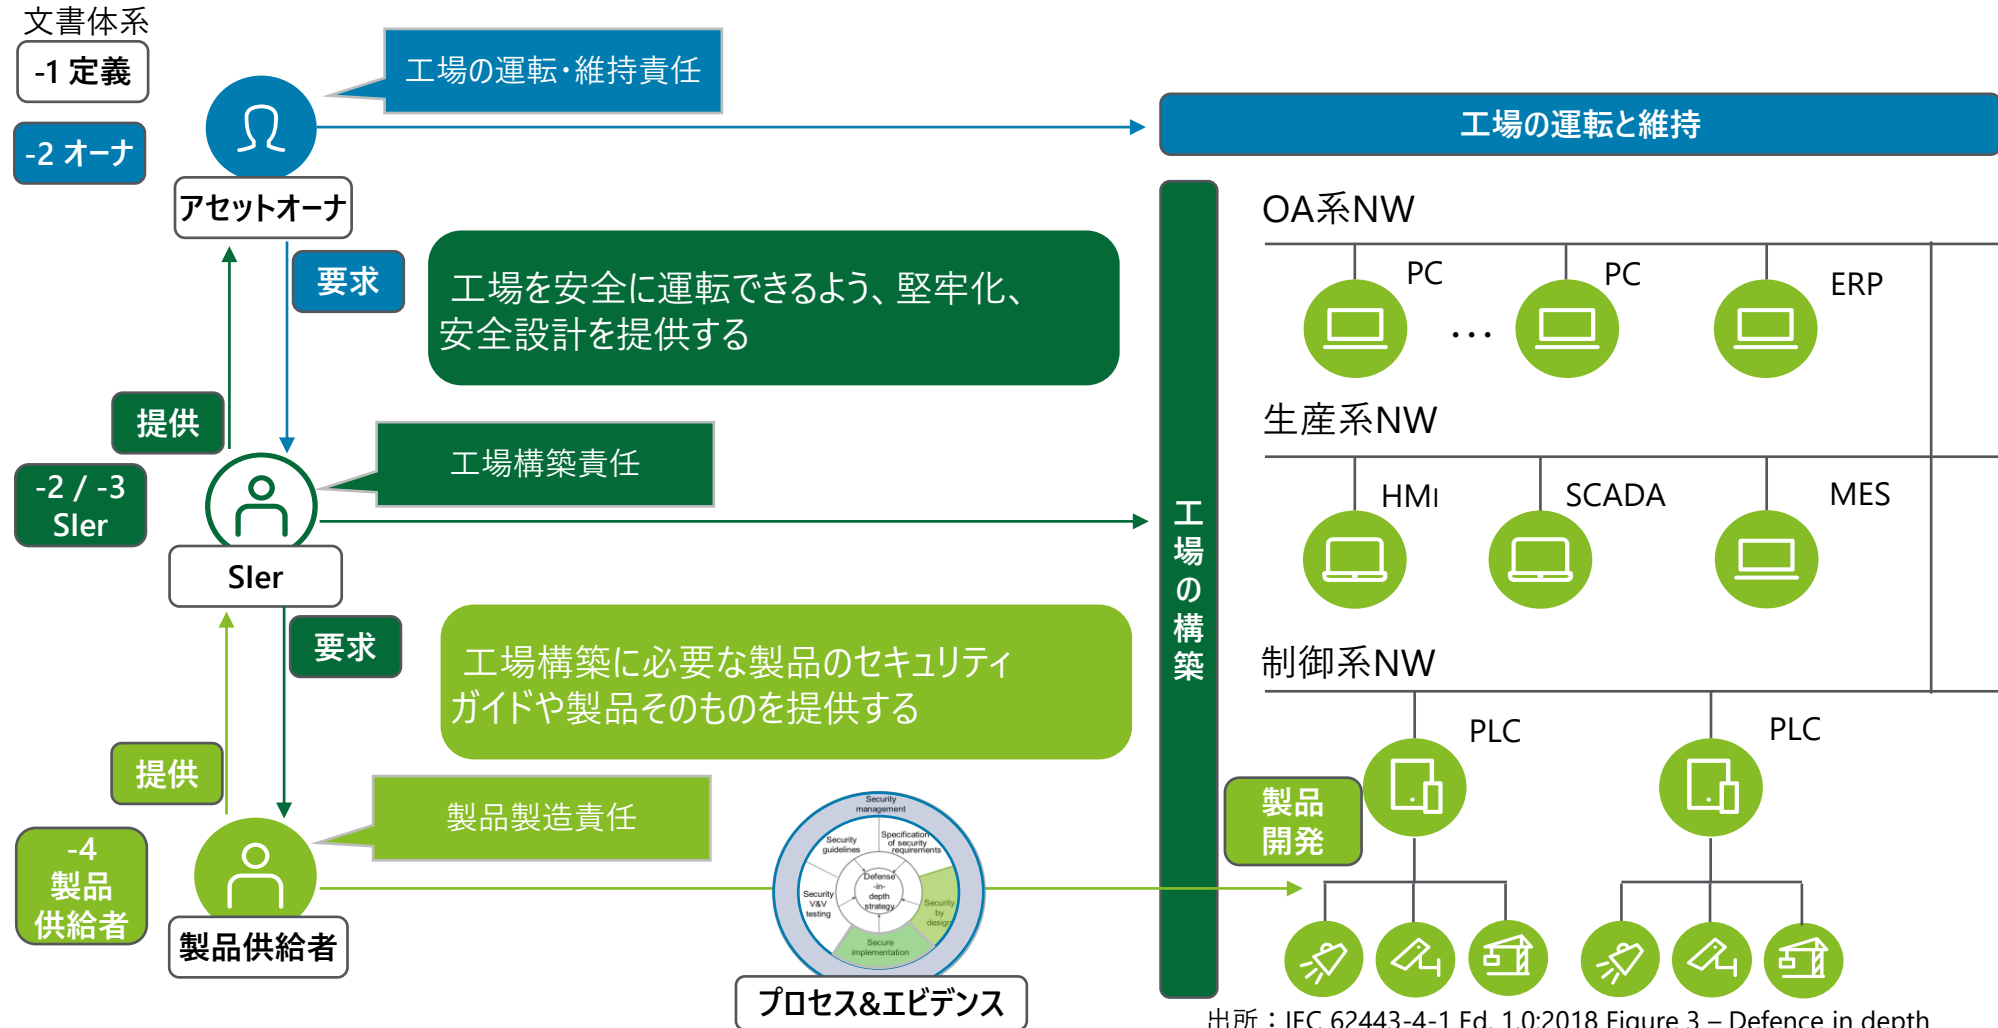 文書体系
-1 定義
-2 オーナ
工場の運転・維持責任
アセットオーナ
要求
工場を安全に運転できるよう、堅牢化、
安全設計を提供する
提供
-2 / -3
SIer
工場構築責任
SIer
要求
工場構築に必要な製品のセキュリティ
ガイドや製品そのものを提供する
提供
-4
製品
供給者
製品製造責任
製品供給者
Security
management
Security
guidelines
Specification
of security
requirements
Defense
-in-
depth
strategy
Security
V&V
testing
Security
by
design
Secure
implementation
プロセス&エビデンス
工場の運転と維持
工場の構築
OA系NW
PC
…
PC
ERP
生産系NW
HMI
SCADA
MES
制御系NW
PLC
PLC
製品
開発
出所：IEC 62443-4-1 Ed. 1.0:2018 Figure 3 – Defence in depth